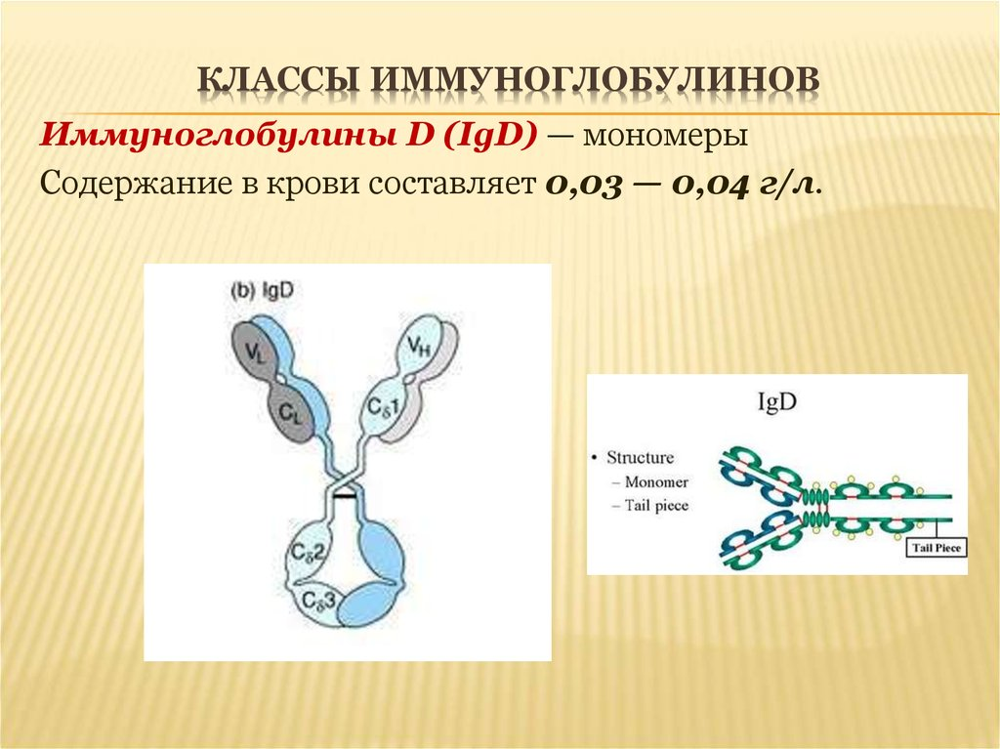 КЛАССЫ ИММУНОГЛОБУЛИНОВ
Иммуноглобулины D (IgD) — мономеры
Содержание в крови составляет 0,03 — 0,04 г/л.
(b) IgD
VL
VH
CL
Cδ1
Cδ2
Cδ3
IgD
• Structure
– Monomer
– Tail piece
Tail Piece